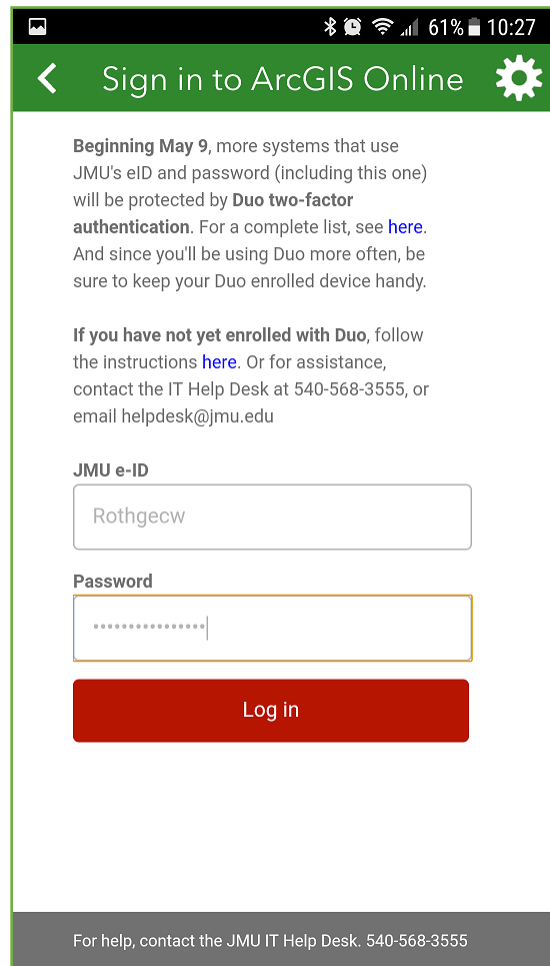 61% 10:27
Sign in to ArcGIS Online
Beginning May 9, more systems that use
JMU's eID and password (including this one)
will be protected by Duo two-factor
authentication. For a complete list, see here.
And since you'll be using Duo more often, be
sure to keep your Duo enrolled device handy.
If you have not yet enrolled with Duo, follow
the instructions here. Or for assistance,
contact the IT Help Desk at 540-568-3555, or
email helpdesk@jmu.edu
JMU e-ID
Rothgecw
Password
••••••••••••••••
Log in
For help, contact the JMU IT Help Desk. 540-568-3555